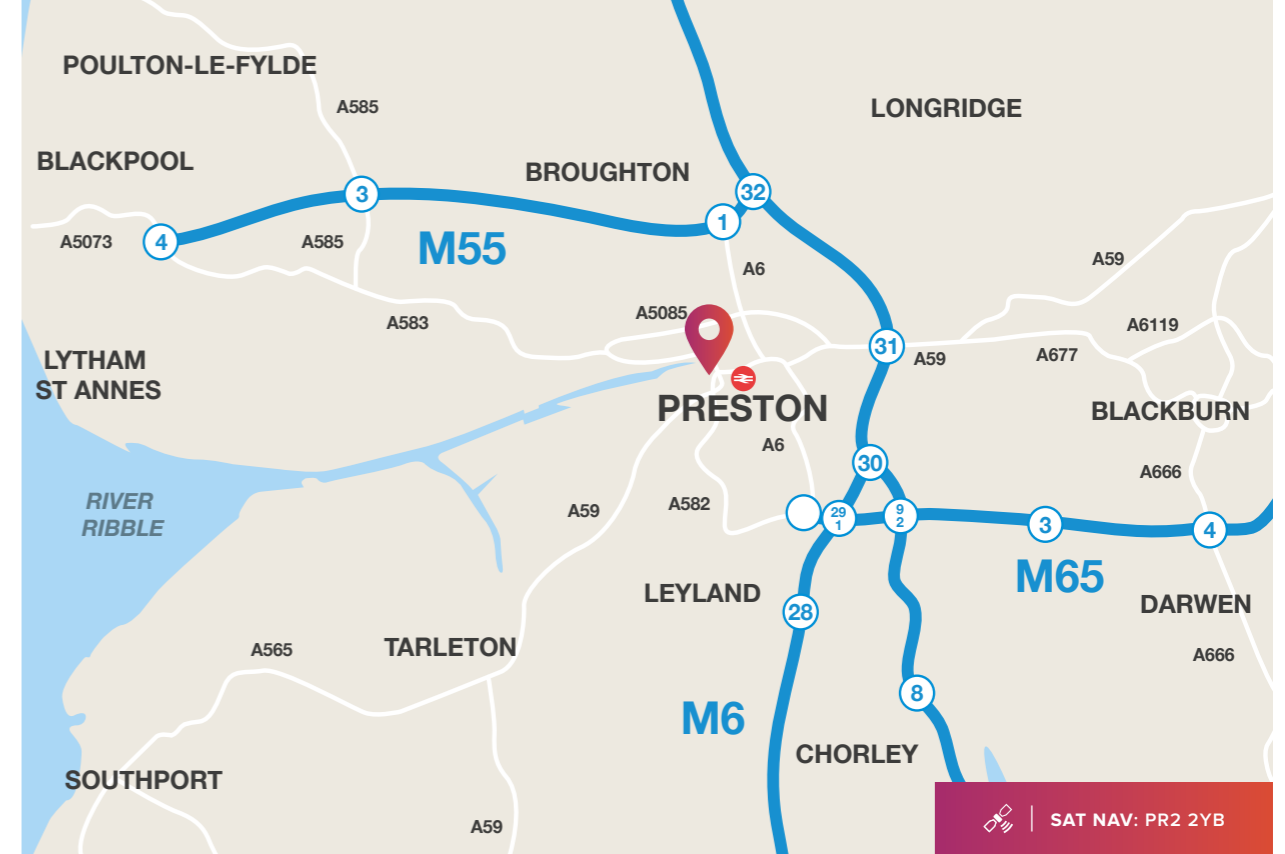 POULTON-LE-FYLDE
A585
LONGRIDGE
BLACKPOOL
BROUGHTON
3
32
1
A5073
4
A585
M55
A6
A59
A5085
A583
A6119
31
A59
A677
LYTHAM
ST ANNES
PRESTON
BLACKBURN
A6
30
A666
RIVER
RIBBLE
A59
A582
29
1
9
2
3
4
M65
LEYLAND
28
DARWEN
A565
TARLETON
A666
8
M6
CHORLEY
SOUTHPORT
A59
SAT NAV: PR2 2YB